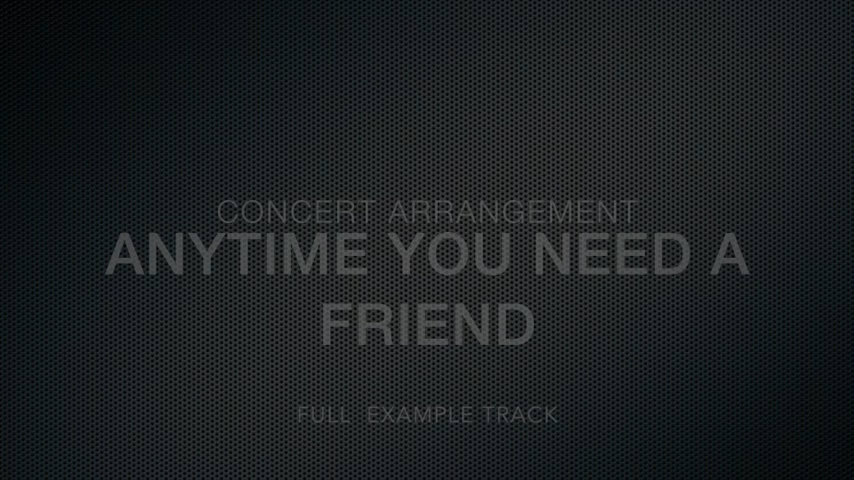 CONCERT ARRANGEMENT
ANYTIME YOU NEED A
FRIEND
FULL EXAMPLE TRACK